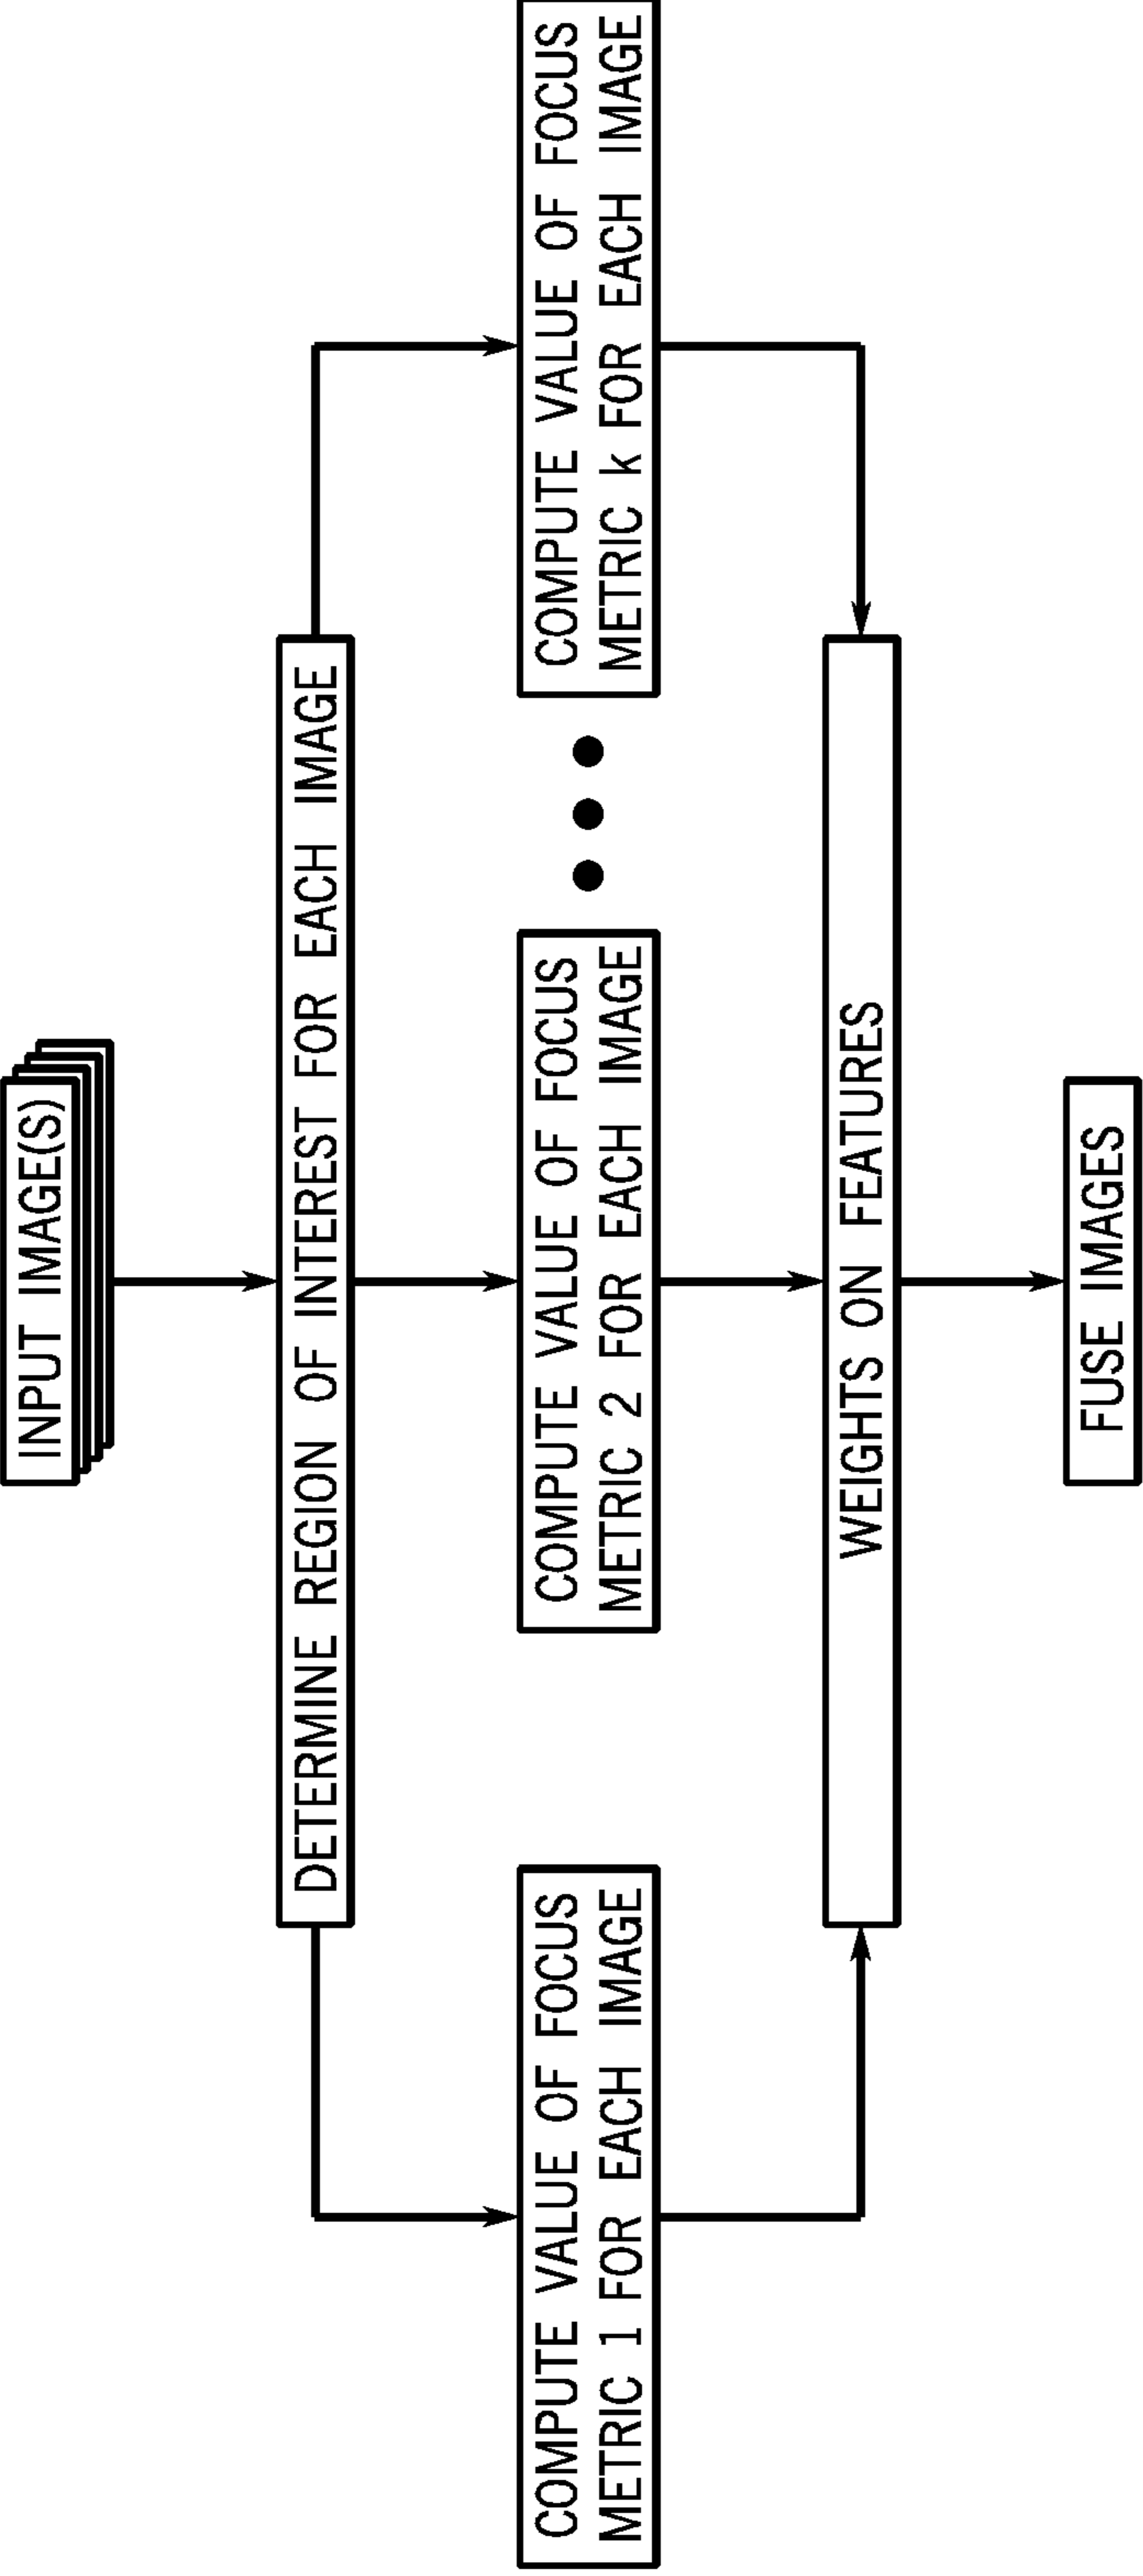 INPUT IMAGE(S)
DETERMINE REGION OF INTEREST FOR EACH IMAGE
COMPUTE VALUE OF FOCUS
METRIC 1 FOR EACH IMAGE
COMPUTE VALUE OF FOCUS
METRIC 2 FOR EACH IMAGE
COMPUTE VALUE OF FOCUS
METRIC k FOR EACH IMAGE
WEIGHTS ON FEATURES
FUSE IMAGES